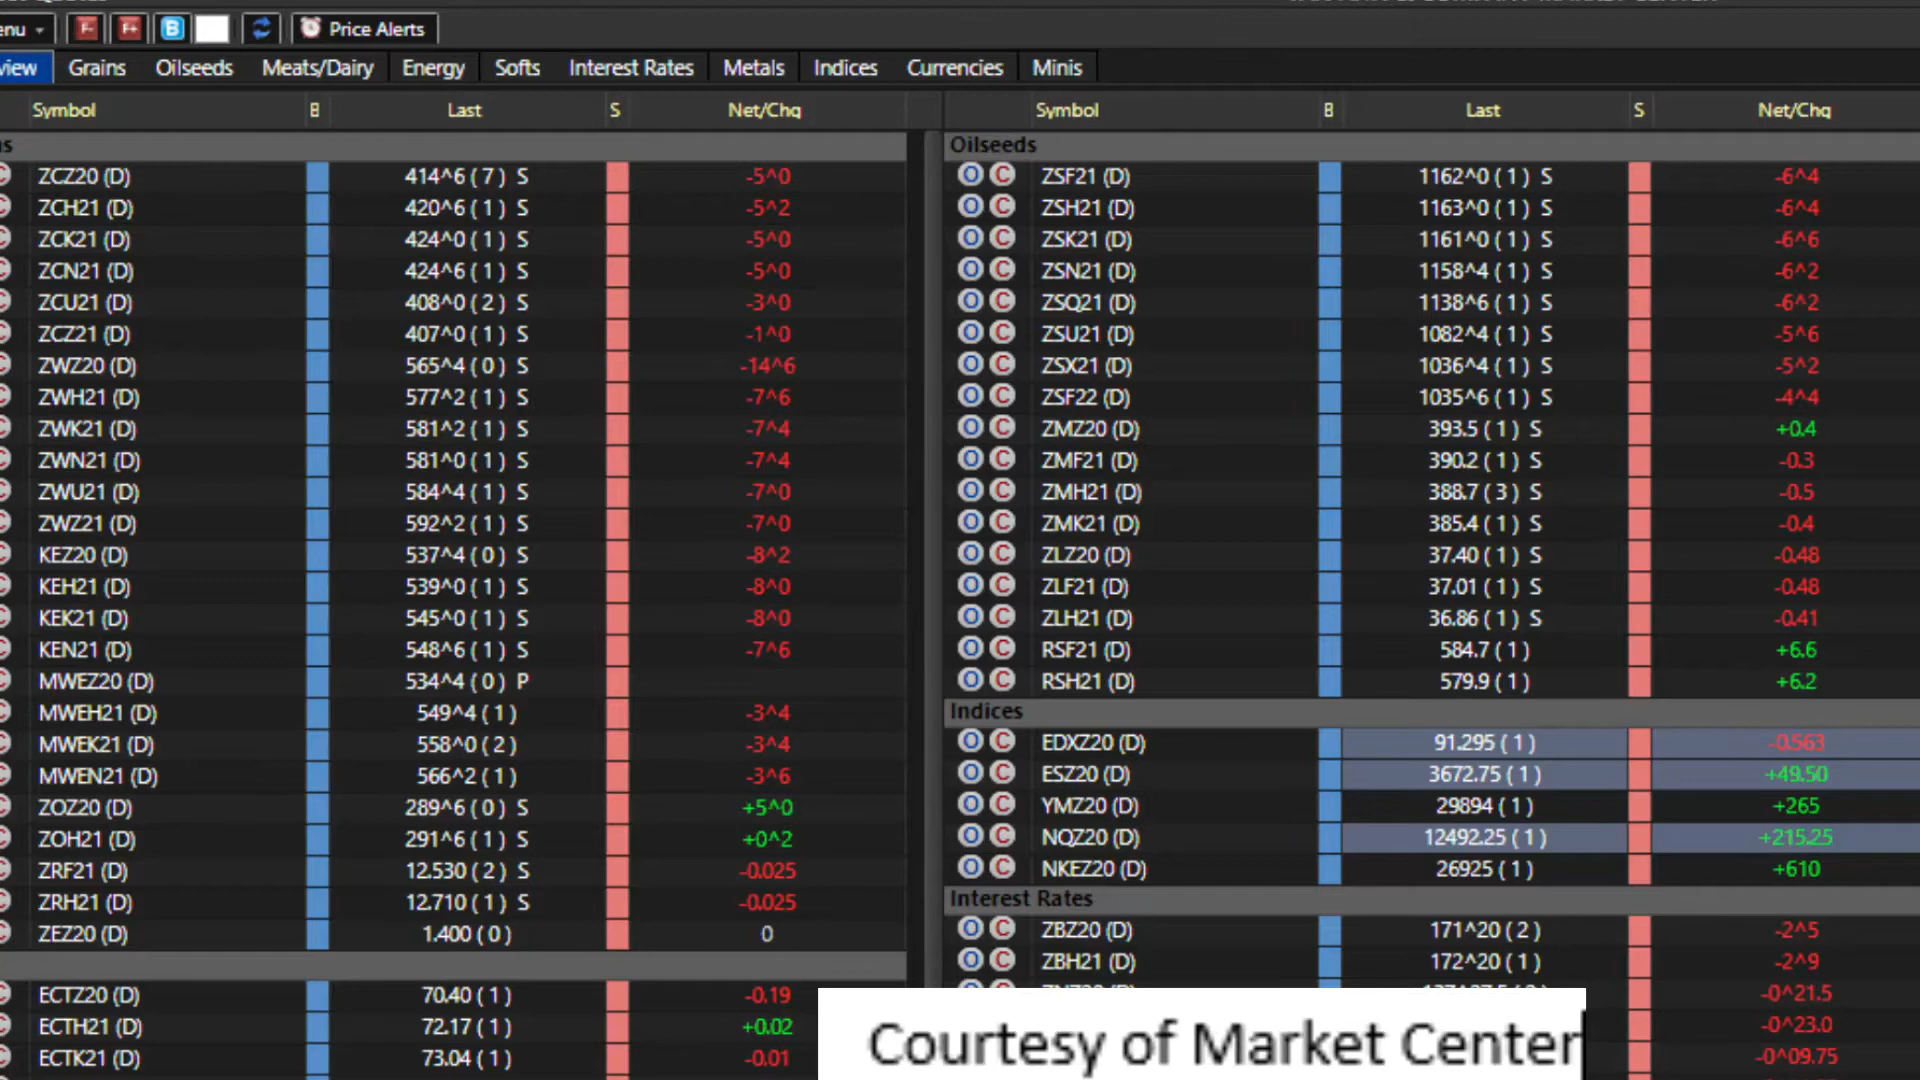 enu
F- F+ B Price Alerts
view Grains Oilseeds Meats/Dairy Energy Softs Interest Rates Metals Indices Currencies Minis
Symbol B Last S Net/Chg
s
ZCZ20 (D) 414^6 ( 7 ) S -5^0
ZCH21 (D) 420^6 ( 1 ) S -5^2
ZCK21 (D) 424^0 ( 1 ) S -5^0
ZCN21 (D) 424^6 ( 1 ) S -5^0
ZCU21 (D) 408^0 ( 2 ) S -3^0
ZCZ21 (D) 407^0 ( 1 ) S -1^0
ZWZ20 (D) 565^4 ( 0 ) S -14^6
ZWH21 (D) 577^2 ( 1 ) S -7^6
ZWK21 (D) 581^2 ( 1 ) S -7^4
ZWN21 (D) 581^0 ( 1 ) S -7^4
ZWU21 (D) 584^4 ( 1 ) S -7^0
ZWZ21 (D) 592^2 ( 1 ) S -7^0
KEZ20 (D) 537^4 ( 0 ) S -8^2
KEH21 (D) 539^0 ( 1 ) S -8^0
KEK21 (D) 545^0 ( 1 ) S -8^0
KEN21 (D) 548^6 ( 1 ) S -7^6
MWEZ20 (D) 534^4 ( 0 ) P
MWEH21 (D) 549^4 ( 1 ) -3^4
MWEK21 (D) 558^0 ( 2 ) -3^4
MWEN21 (D) 566^2 ( 1 ) -3^6
ZOZ20 (D) 289^6 ( 0 ) S +5^0
ZOH21 (D) 291^6 ( 1 ) S +0^2
ZRF21 (D) 12.530 ( 2 ) S -0.025
ZRH21 (D) 12.710 ( 1 ) S -0.025
ZEZ20 (D) 1.400 ( 0 ) 0
ECTZ20 (D) 70.40 ( 1 ) -0.19
ECTH21 (D) 72.17 ( 1 ) +0.02
ECTK21 (D) 73.04 ( 1 ) -0.01
Symbol B Last S Net/Chg
Oilseeds
O C ZSF21 (D) 1162^0 ( 1 ) S -6^4
O C ZSH21 (D) 1163^0 ( 1 ) S -6^4
O C ZSK21 (D) 1161^0 ( 1 ) S -6^6
O C ZSN21 (D) 1158^4 ( 1 ) S -6^2
O C ZSQ21 (D) 1138^6 ( 1 ) S -6^2
O C ZSU21 (D) 1082^4 ( 1 ) S -5^6
O C ZSX21 (D) 1036^4 ( 1 ) S -5^2
O C ZSF22 (D) 1035^6 ( 1 ) S -4^4
O C ZMZ20 (D) 393.5 ( 1 ) S +0.4
O C ZMF21 (D) 390.2 ( 1 ) S -0.3
O C ZMH21 (D) 388.7 ( 3 ) S -0.5
O C ZMK21 (D) 385.4 ( 1 ) S -0.4
O C ZLZ20 (D) 37.40 ( 1 ) S -0.48
O C ZLF21 (D) 37.01 ( 1 ) S -0.48
O C ZLH21 (D) 36.86 ( 1 ) S -0.41
O C RSF21 (D) 584.7 ( 1 ) +6.6
O C RSH21 (D) 579.9 ( 1 ) +6.2
Indices
O C EDXZ20 (D) 91.295 ( 1 ) -0.563
O C ESZ20 (D) 3672.75 ( 1 ) +49.50
O C YMZ20 (D) 29894 ( 1 ) +265
O C NQZ20 (D) 12492.25 ( 1 ) +215.25
O C NKEZ20 (D) 26925 ( 1 ) +610
Interest Rates
O C ZBZ20 (D) 171^20 ( 2 ) -2^5
O C ZBH21 (D) 172^20 ( 1 ) -2^9
-0^21.5
-0^23.0
-0^09.75
Courtesy of Market Center